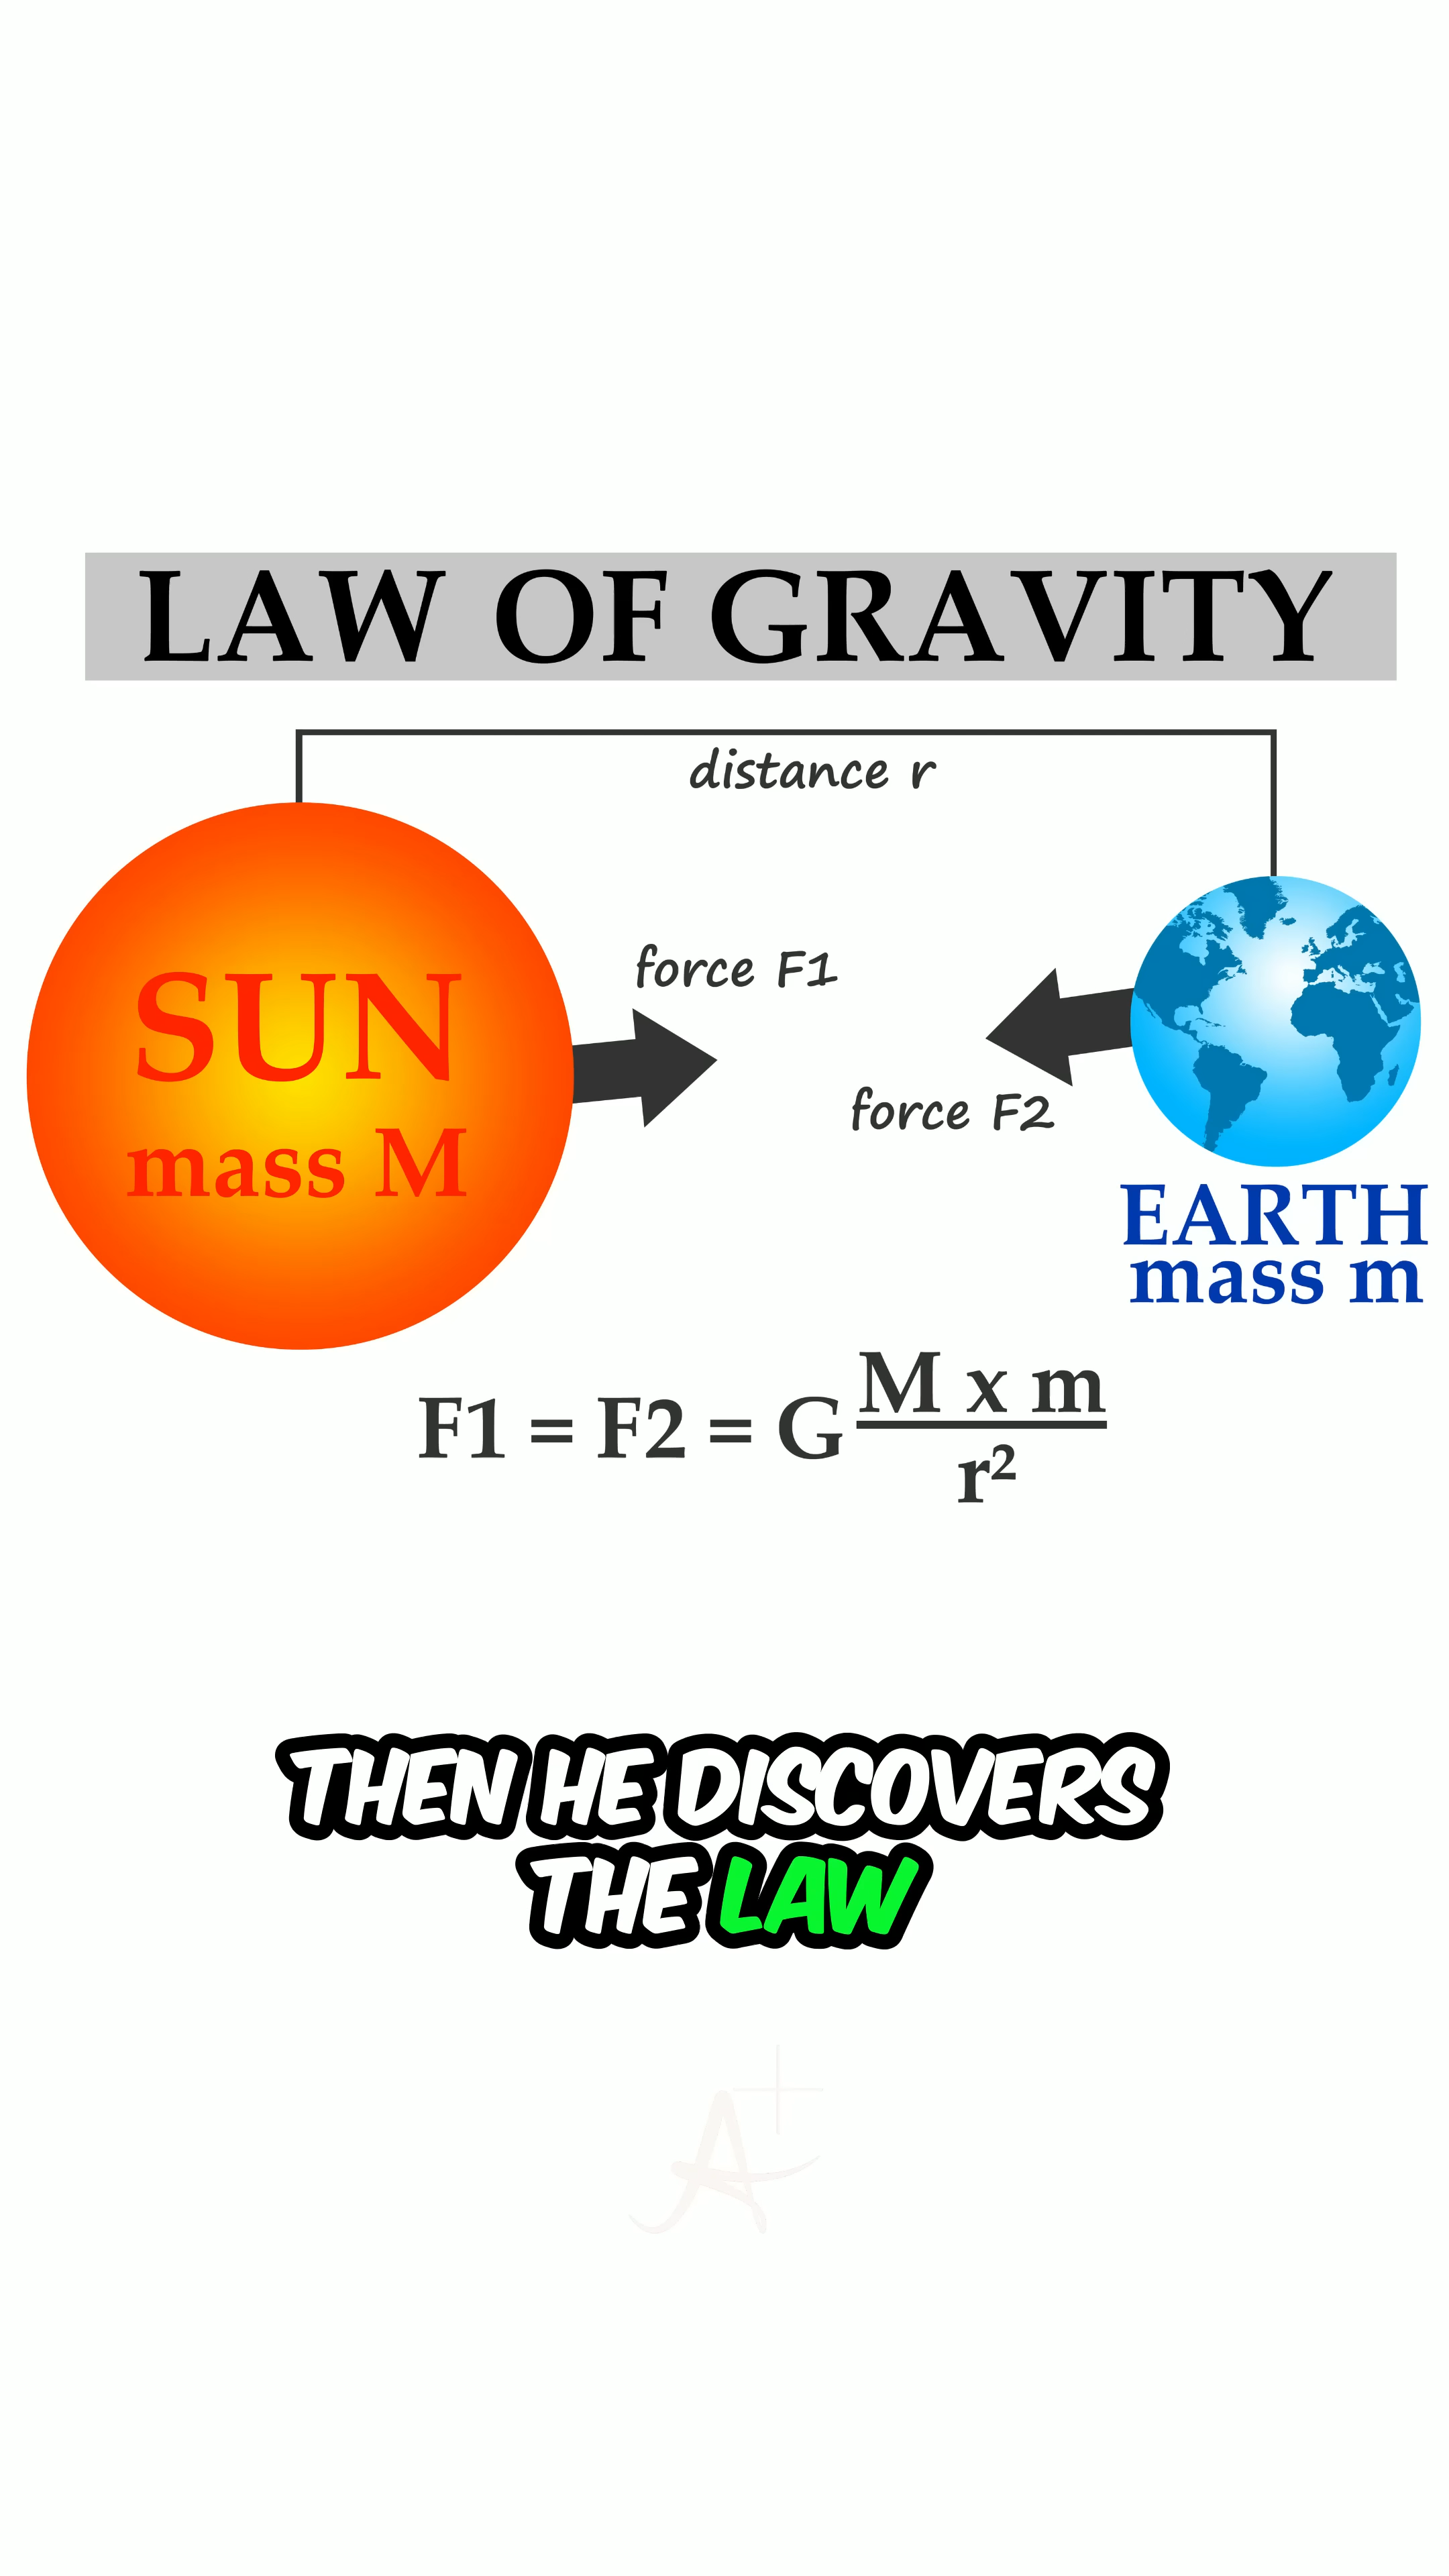 LAW OF GRAVITY
distance r
force F1
SUN
mass M
force F2
EARTH
mass m
F1 = F2 = G M x m
r²
THEN HE DISCOVERS
THE LAW
A+